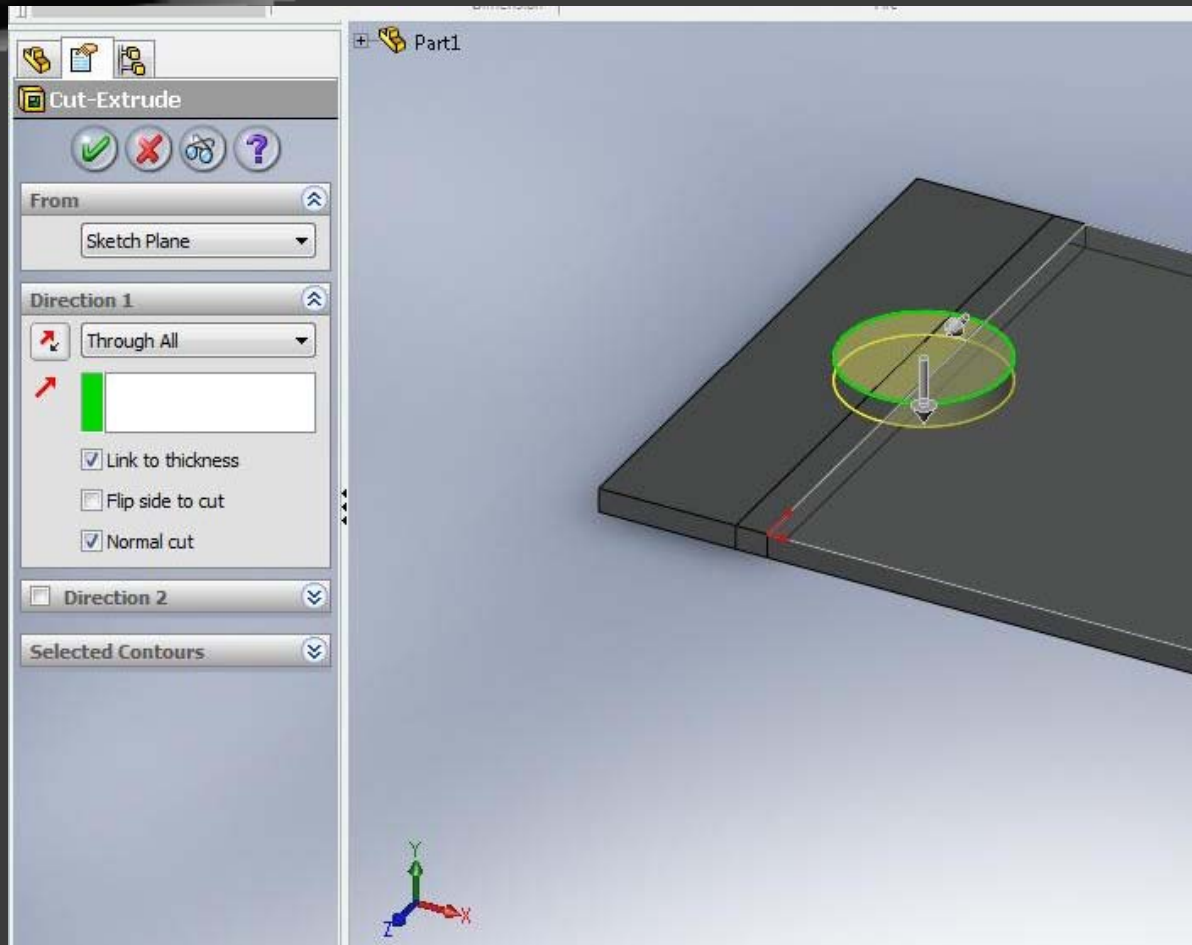 Part1
Cut-Extrude
From
Sketch Plane
Direction 1
Through All
Link to thickness
Flip side to cut
Normal cut
Direction 2
Selected Contours
Y
X
Z